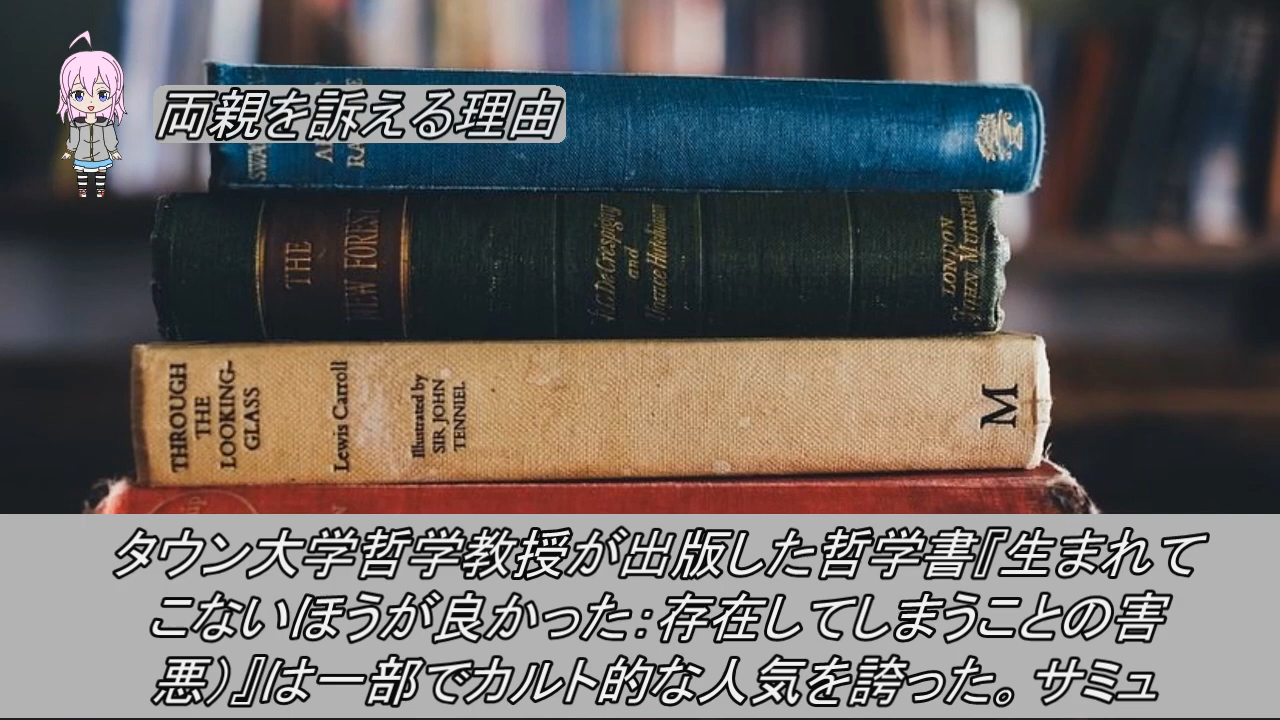 両親を訴える理由
THE
NEW FOREST
and
LONDON
JOHN MURRAY
THROUGH
THE
LOOKING-
GLASS
Lewis Carroll
Illustrated by
SIR JOHN
TENNIEL
M
タウン大学哲学教授が出版した哲学書『生まれて
こないほうが良かった：存在してしまうことの害
悪）』は一部でカルト的な人気を誇った。サミュ